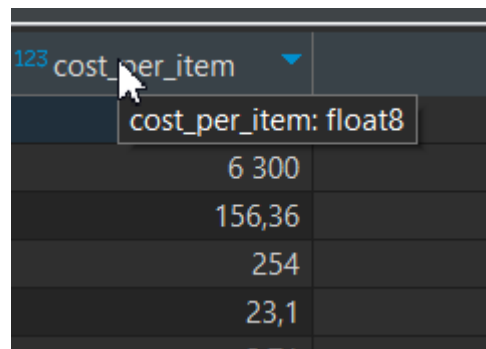 123 cost_per_item
cost_per_item: float8
6 300
156,36
254
23,1